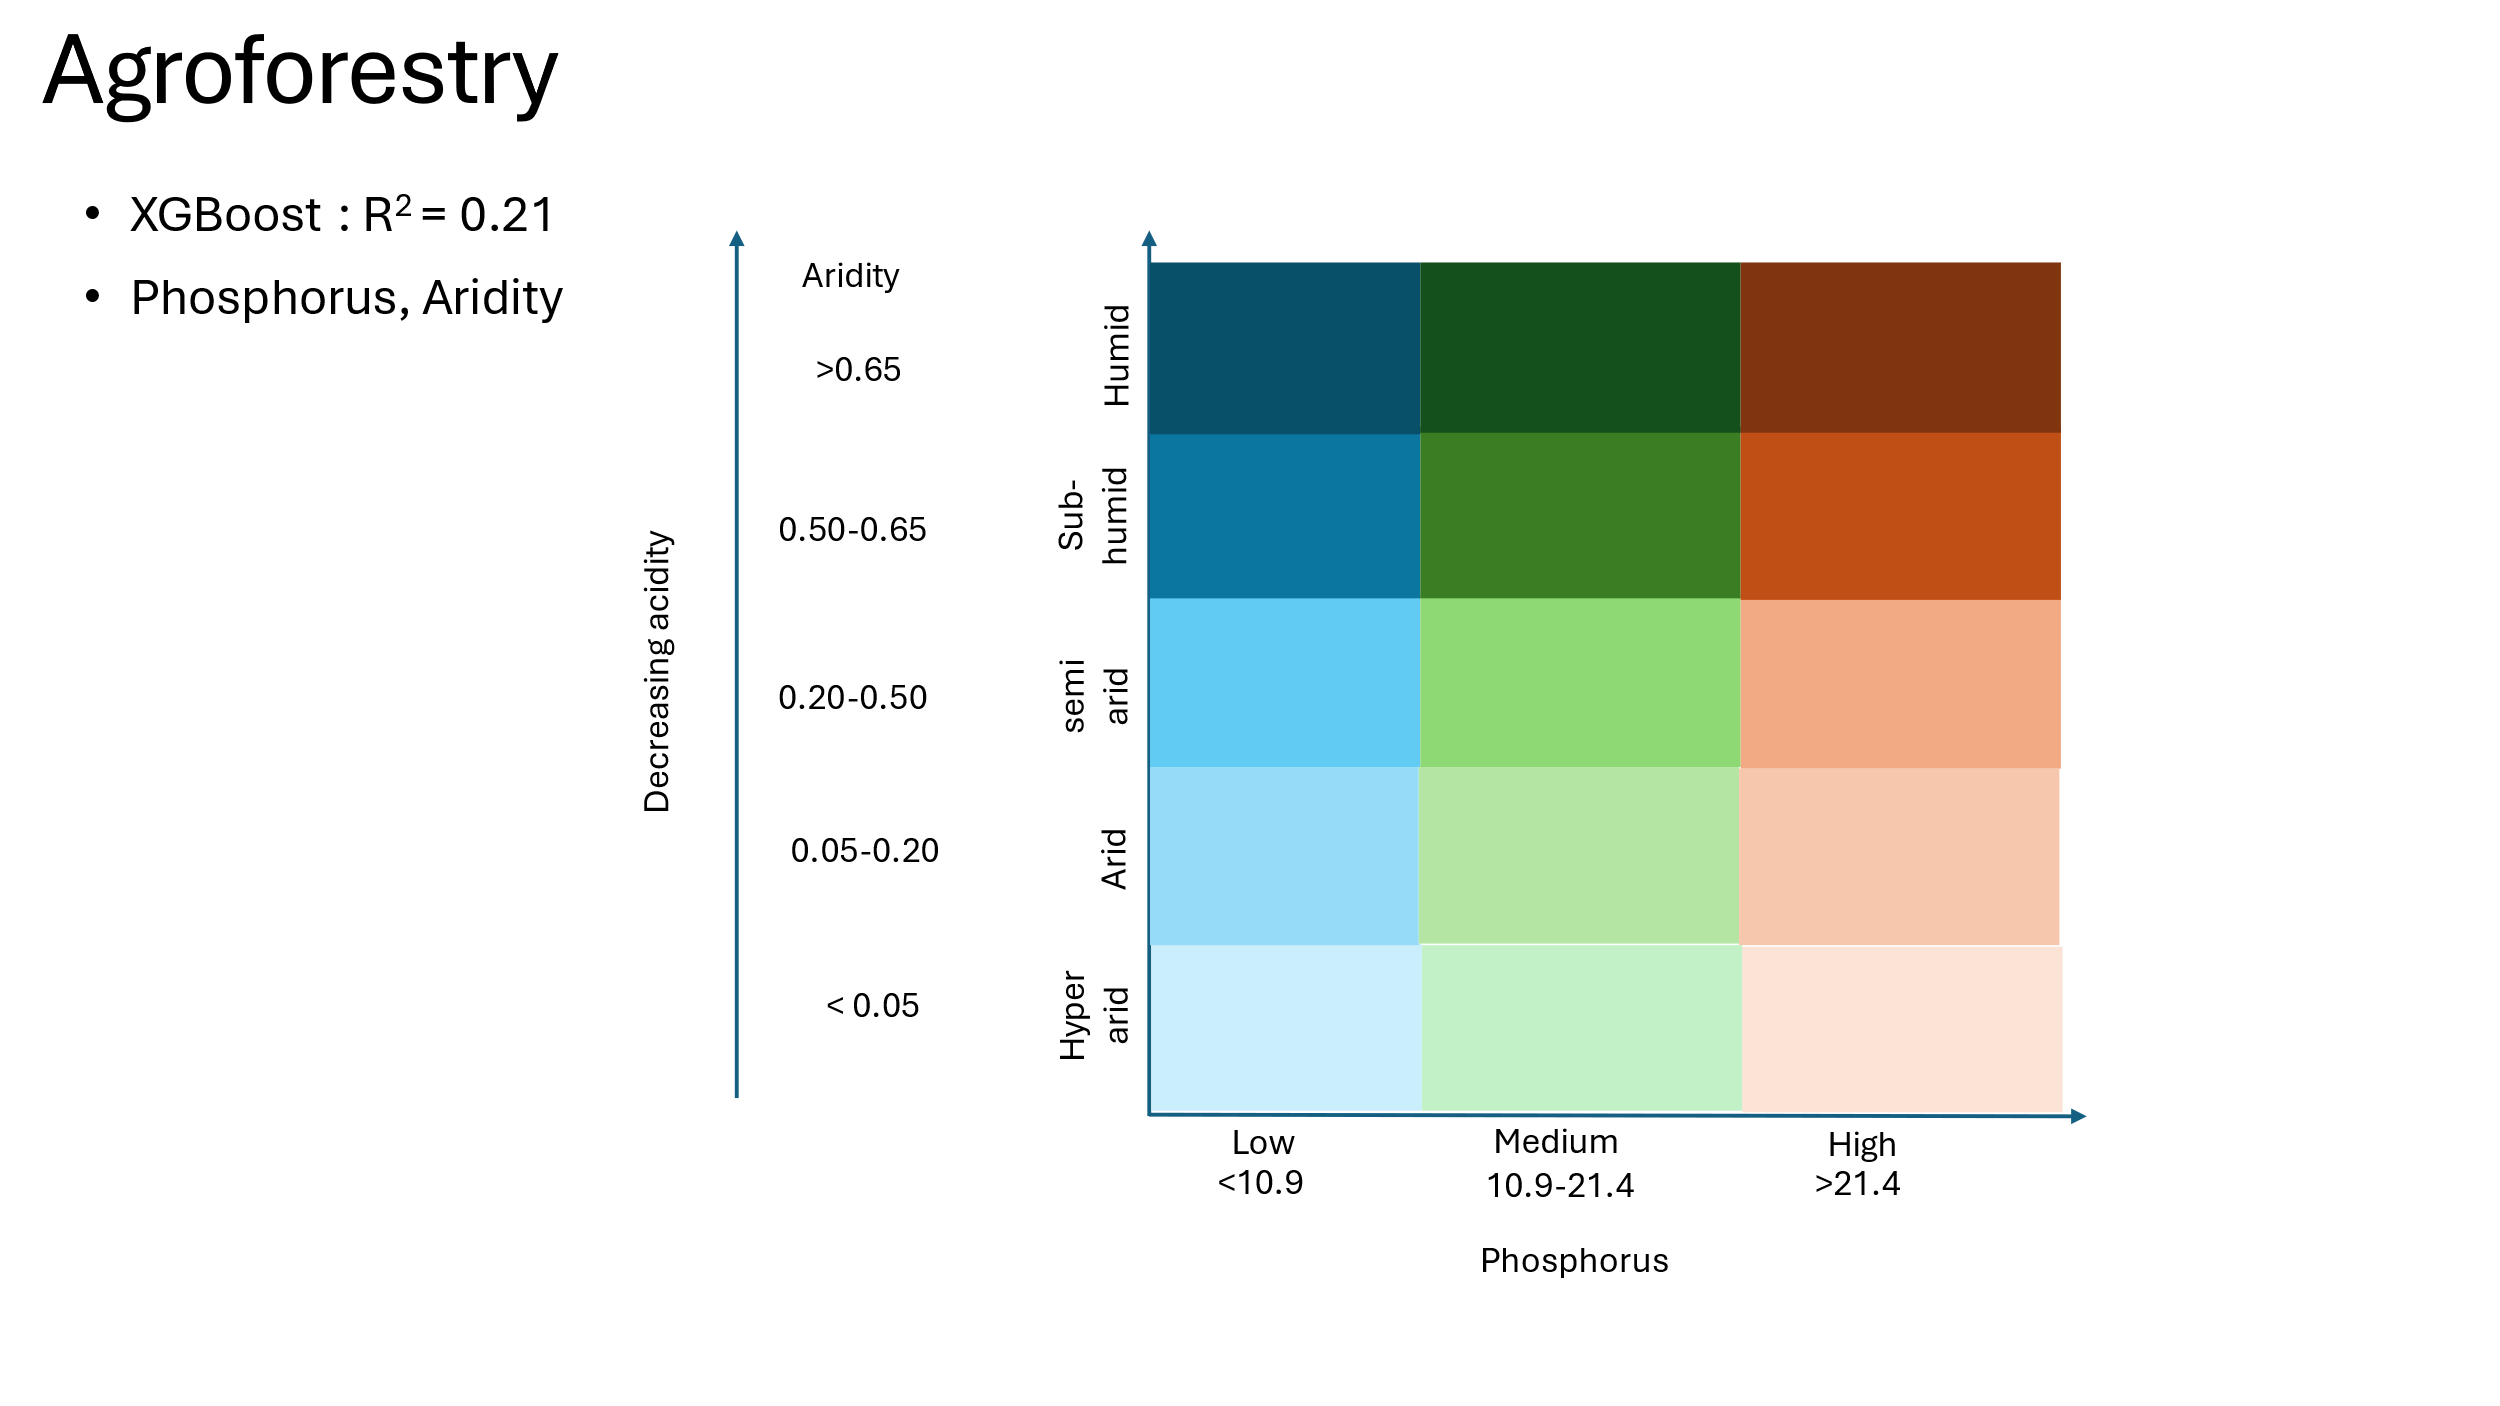 Agroforestry
• XGBoost : R² = 0.21
• Phosphorus, Aridity
Decreasing acidity
Aridity
>0.65
0.50-0.65
0.20-0.50
0.05-0.20
< 0.05
Humid
Sub-
humid
semi
arid
Arid
Hyper
arid
Low
<10.9
Medium
10.9-21.4
High
>21.4
Phosphorus